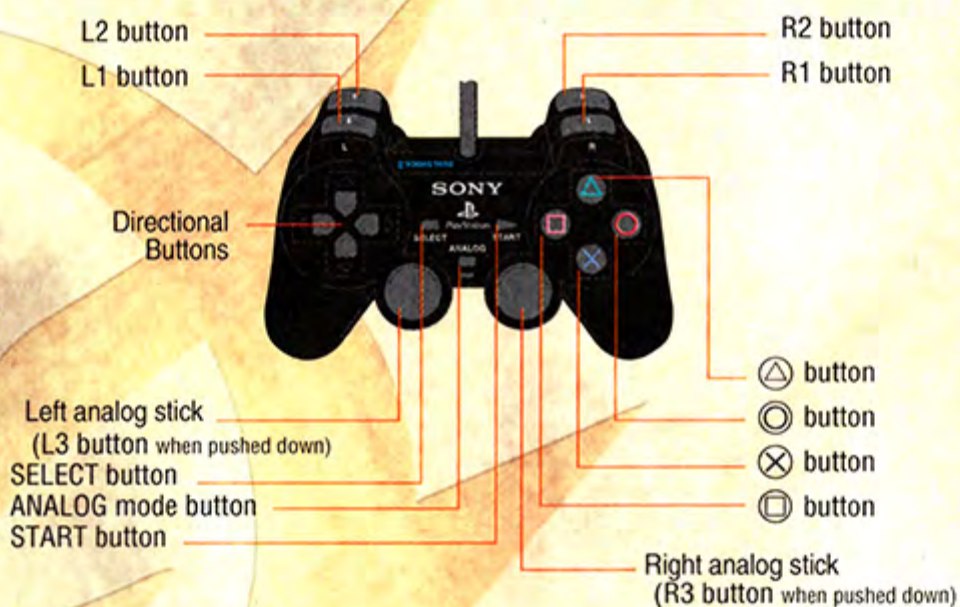 L2 button
R2 button
L1 button
R1 button
L
R
SONY
PlayStation
SELECT
START
ANALOG
Directional
Buttons
△ button
○ button
✕ button
□ button
Left analog stick
(L3 button when pushed down)
SELECT button
ANALOG mode button
START button
Right analog stick
(R3 button when pushed down)